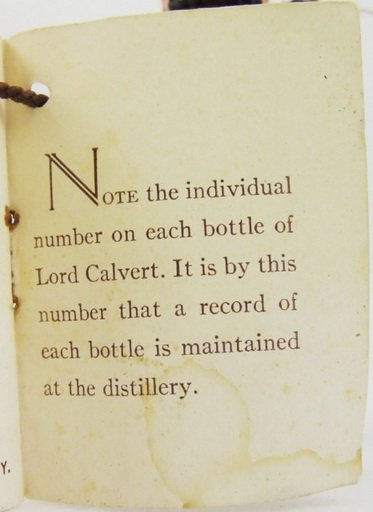 NOTE the individual
number on each bottle of
Lord Calvert. It is by this
number that a record of
each bottle is maintained
at the distillery.
Y.